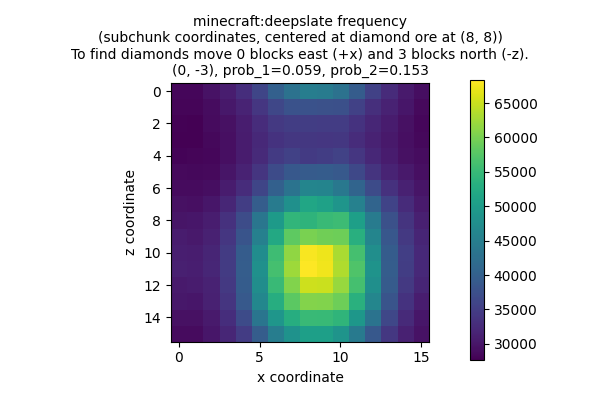 minecraft:deepslate frequency
(subchunk coordinates, centered at diamond ore at (8, 8))
To find diamonds move 0 blocks east (+x) and 3 blocks north (-z).
(0, -3), prob_1=0.059, prob_2=0.153
0
2
4
6
8
10
12
14
z coordinate
0 5 10 15
x coordinate
65000
60000
55000
50000
45000
40000
35000
30000